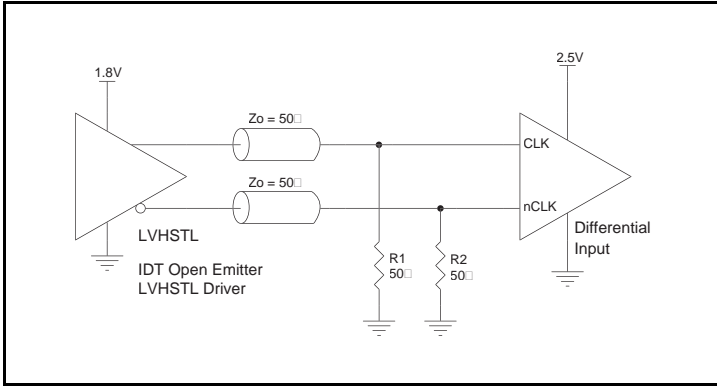 1.8V
2.5V
Zo = 50□
CLK
Zo = 50□
nCLK
LVHSTL
Differential
Input
IDT Open Emitter
LVHSTL Driver
R1
50□
R2
50□